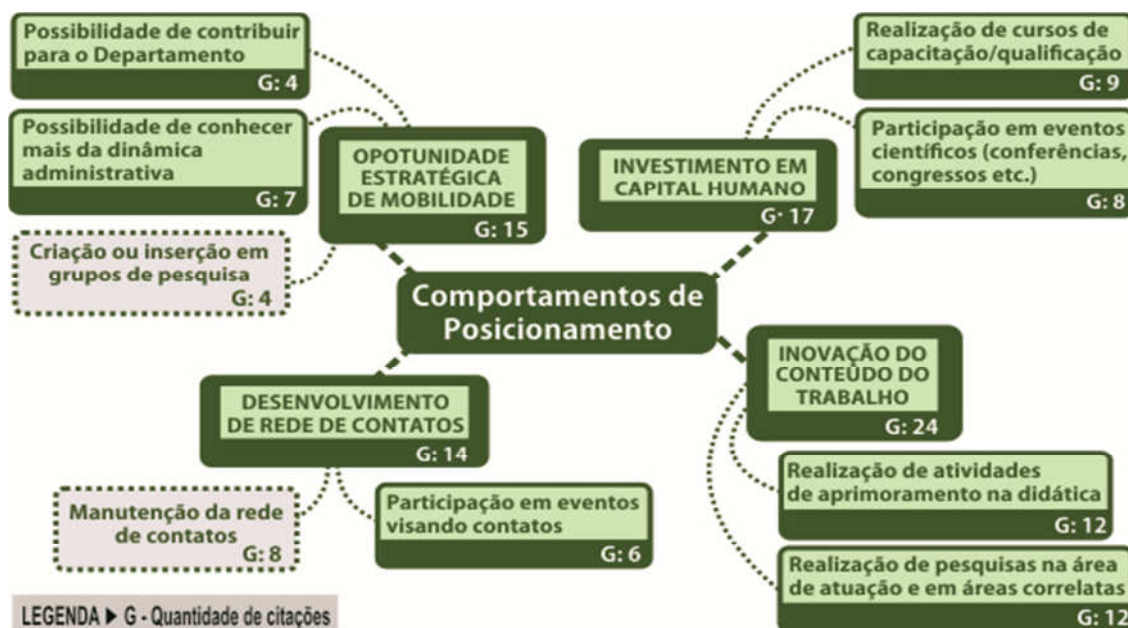 Possibilidade de contribuir
para o Departamento
G: 4
Possibilidade de conhecer
mais da dinâmica
administrativa
G: 7
Criação ou inserção em
grupos de pesquisa
G: 4
OPOTUNIDADE
ESTRATÉGICA
DE MOBILIDADE
G: 15
INVESTIMENTO EM
CAPITAL HUMANO
G· 17
Realização de cursos de
capacitação/qualificação
G: 9
Participação em eventos
científicos (conferências,
congressos etc.)
G: 8
Comportamentos de
Posicionamento
DESENVOLVIMENTO
DE REDE DE CONTATOS
G: 14
Manutenção da rede
de contatos
G: 8
Participação em eventos
visando contatos
G: 6
INOVAÇÃO DO
CONTEÚDO DO
TRABALHO
G: 24
Realização de atividades
de aprimoramento na didática
G: 12
Realização de pesquisas na área
de atuação e em áreas correlatas
G: 12
LEGENDA ▶ G - Quantidade de citações